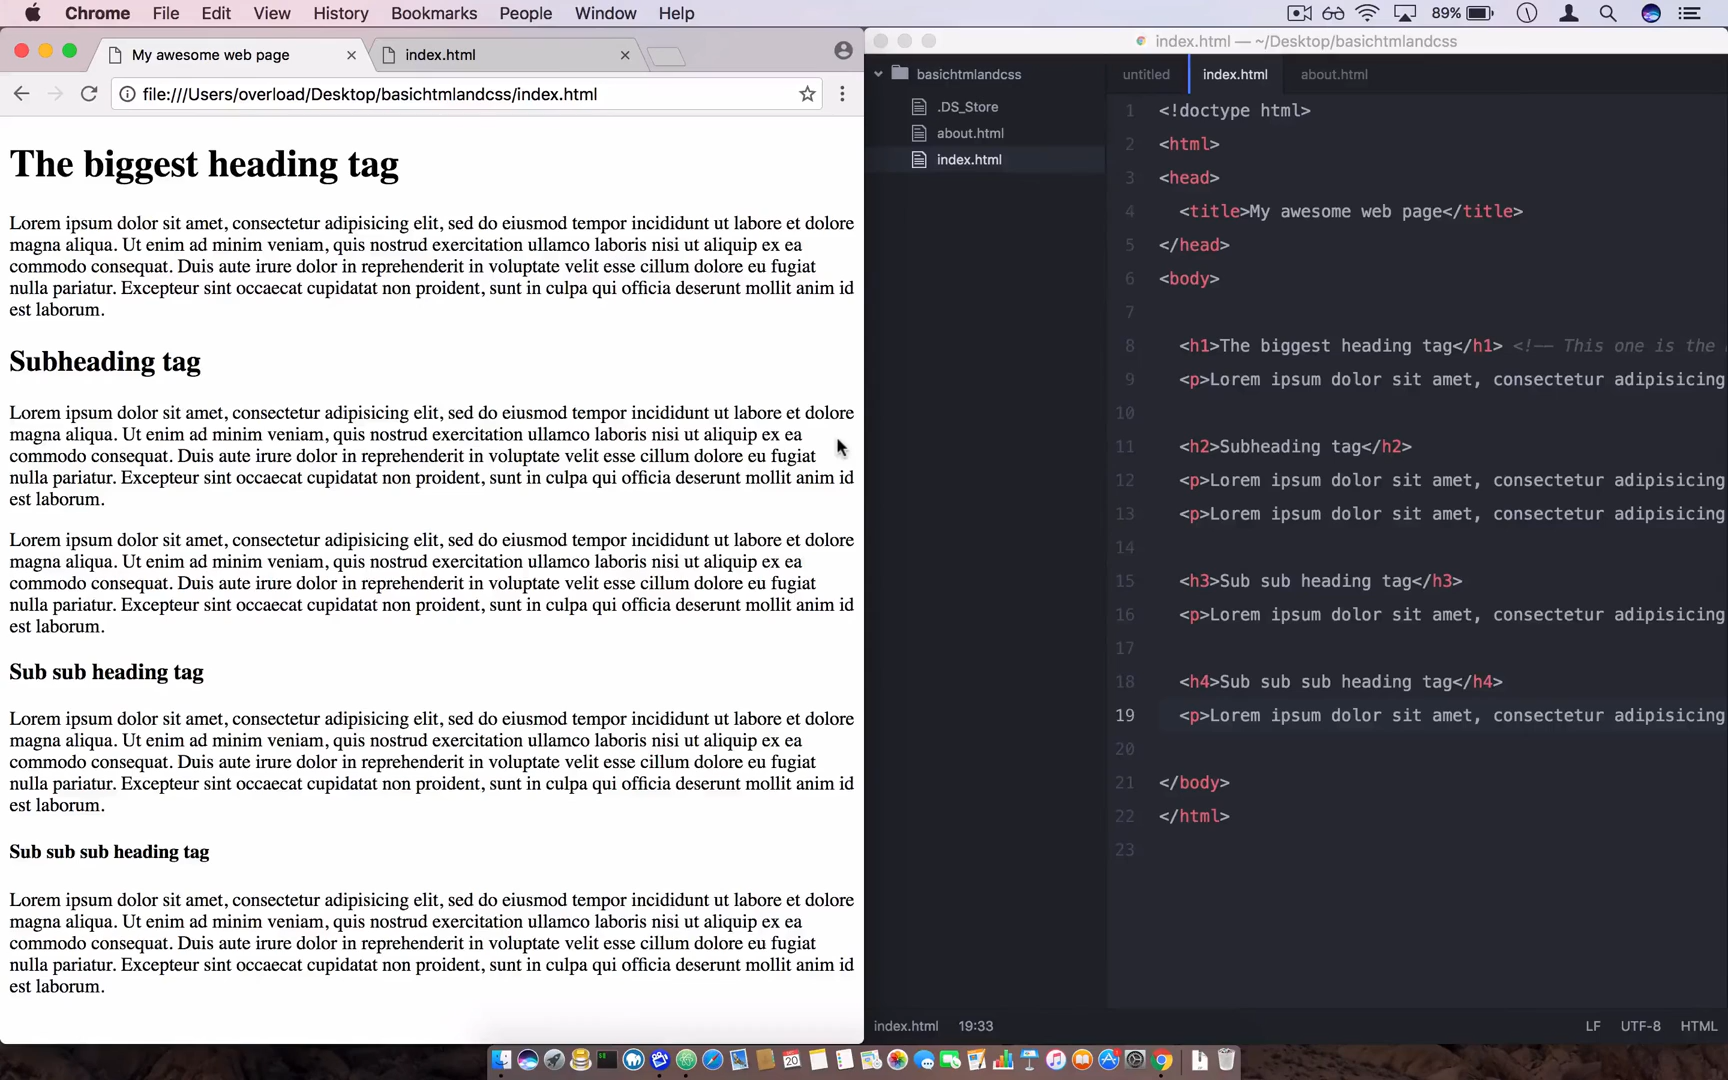 Chrome File Edit View History Bookmarks People Window Help 89%
My awesome web page index.html
file:///Users/overload/Desktop/basichtmlandcss/index.html
The biggest heading tag
Lorem ipsum dolor sit amet, consectetur adipisicing elit, sed do eiusmod tempor incididunt ut labore et dolore
magna aliqua. Ut enim ad minim veniam, quis nostrud exercitation ullamco laboris nisi ut aliquip ex ea
commodo consequat. Duis aute irure dolor in reprehenderit in voluptate velit esse cillum dolore eu fugiat
nulla pariatur. Excepteur sint occaecat cupidatat non proident, sunt in culpa qui officia deserunt mollit anim id
est laborum.
Subheading tag
Lorem ipsum dolor sit amet, consectetur adipisicing elit, sed do eiusmod tempor incididunt ut labore et dolore
magna aliqua. Ut enim ad minim veniam, quis nostrud exercitation ullamco laboris nisi ut aliquip ex ea
commodo consequat. Duis aute irure dolor in reprehenderit in voluptate velit esse cillum dolore eu fugiat
nulla pariatur. Excepteur sint occaecat cupidatat non proident, sunt in culpa qui officia deserunt mollit anim id
est laborum.
Lorem ipsum dolor sit amet, consectetur adipisicing elit, sed do eiusmod tempor incididunt ut labore et dolore
magna aliqua. Ut enim ad minim veniam, quis nostrud exercitation ullamco laboris nisi ut aliquip ex ea
commodo consequat. Duis aute irure dolor in reprehenderit in voluptate velit esse cillum dolore eu fugiat
nulla pariatur. Excepteur sint occaecat cupidatat non proident, sunt in culpa qui officia deserunt mollit anim id
est laborum.
Sub sub heading tag
Lorem ipsum dolor sit amet, consectetur adipisicing elit, sed do eiusmod tempor incididunt ut labore et dolore
magna aliqua. Ut enim ad minim veniam, quis nostrud exercitation ullamco laboris nisi ut aliquip ex ea
commodo consequat. Duis aute irure dolor in reprehenderit in voluptate velit esse cillum dolore eu fugiat
nulla pariatur. Excepteur sint occaecat cupidatat non proident, sunt in culpa qui officia deserunt mollit anim id
est laborum.
Sub sub sub heading tag
Lorem ipsum dolor sit amet, consectetur adipisicing elit, sed do eiusmod tempor incididunt ut labore et dolore
magna aliqua. Ut enim ad minim veniam, quis nostrud exercitation ullamco laboris nisi ut aliquip ex ea
commodo consequat. Duis aute irure dolor in reprehenderit in voluptate velit esse cillum dolore eu fugiat
nulla pariatur. Excepteur sint occaecat cupidatat non proident, sunt in culpa qui officia deserunt mollit anim id
est laborum.
index.html — ~/Desktop/basichtmlandcss
basichtmlandcss
.DS_Store
about.html
index.html
untitled index.html about.html
1 <!doctype html>
2 <html>
3 <head>
4 <title>My awesome web page</title>
5 </head>
6 <body>
7
8 <h1>The biggest heading tag</h1> <!-- This one is the
9 <p>Lorem ipsum dolor sit amet, consectetur adipisicing
10
11 <h2>Subheading tag</h2>
12 <p>Lorem ipsum dolor sit amet, consectetur adipisicing
13 <p>Lorem ipsum dolor sit amet, consectetur adipisicing
14
15 <h3>Sub sub heading tag</h3>
16 <p>Lorem ipsum dolor sit amet, consectetur adipisicing
17
18 <h4>Sub sub sub heading tag</h4>
19 <p>Lorem ipsum dolor sit amet, consectetur adipisicing
20
21 </body>
22 </html>
23
index.html 19:33 LF UTF-8 HTML
20